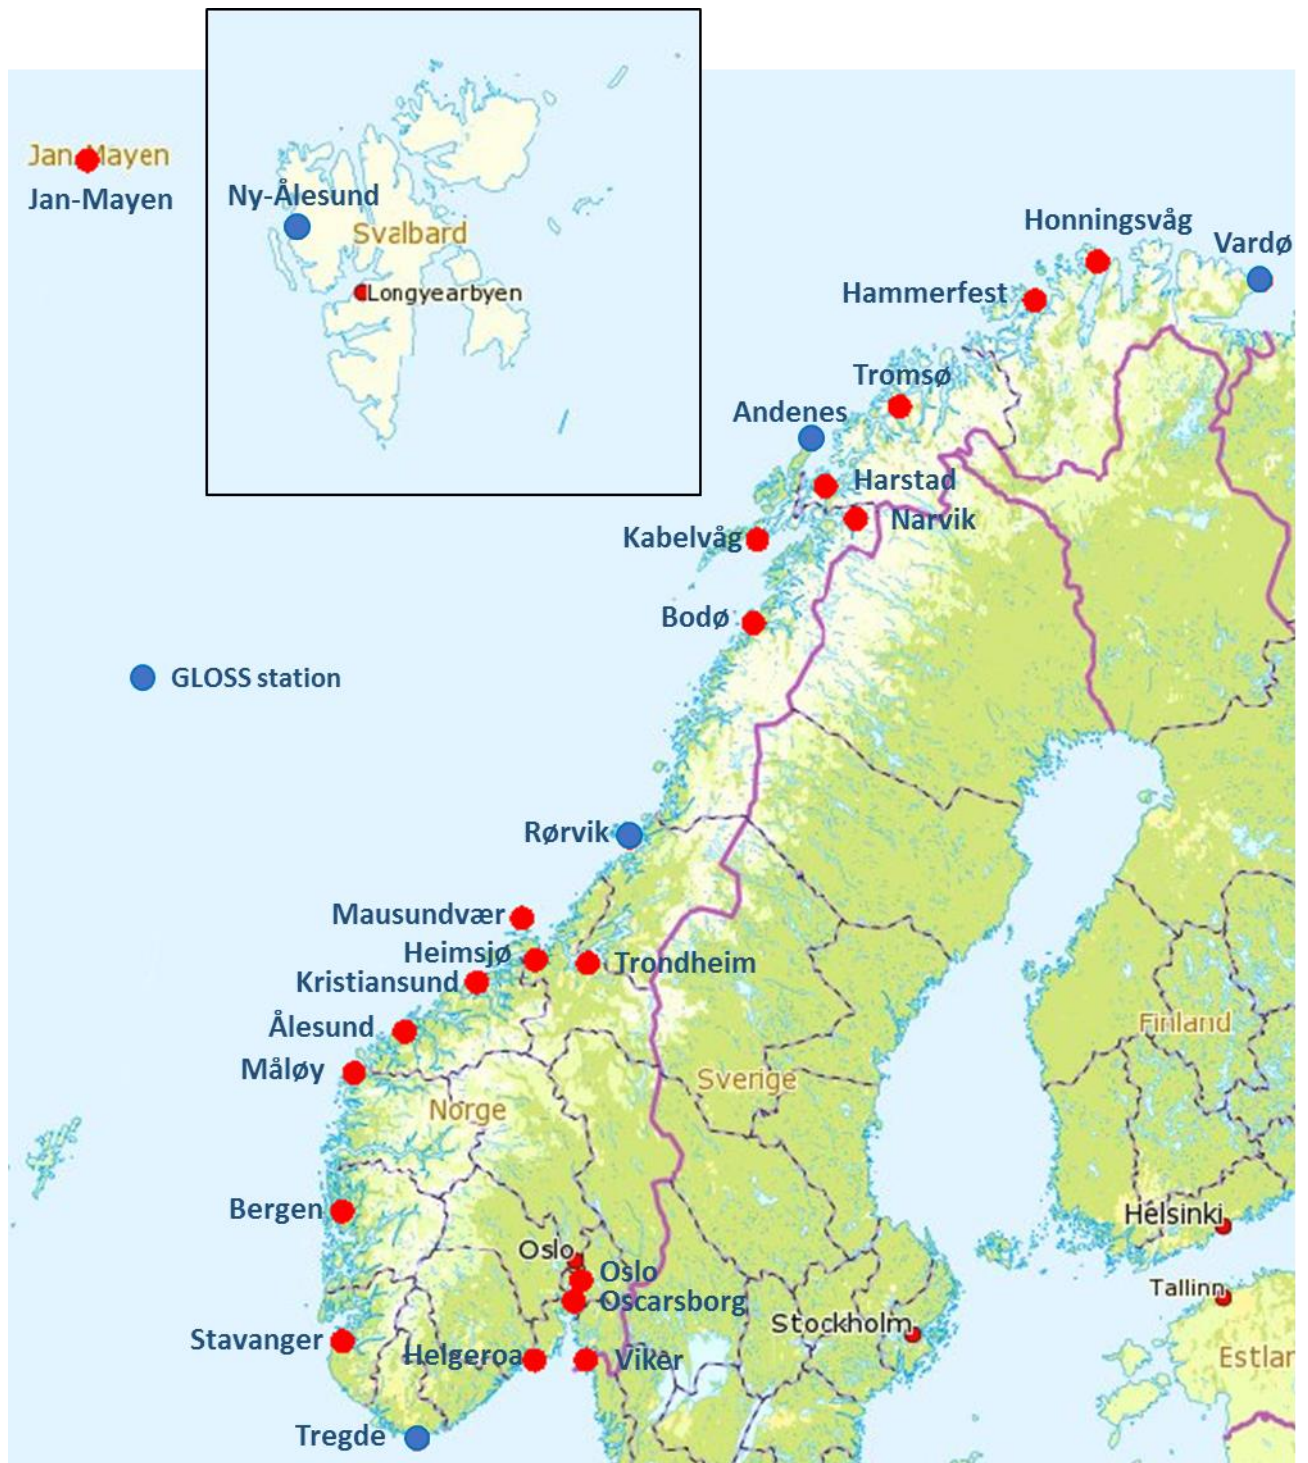 Jan Mayen
Jan-Mayen
Ny-Ålesund
Svalbard
Longyearbyen
Honningsvåg
Vardø
Hammerfest
Tromsø
Andenes
Harstad
Narvik
Kabelvåg
Bodø
GLOSS station
Rørvik
Mausundvær
Heimsjø
Trondheim
Kristiansund
Ålesund
Finland
Måløy
Sverige
Norge
Bergen
Helsinki
Oslo
Oslo
Tallinn
Oscarsborg
Stockholm
Stavanger
Helgeroa
Viker
Estlan
Tregde